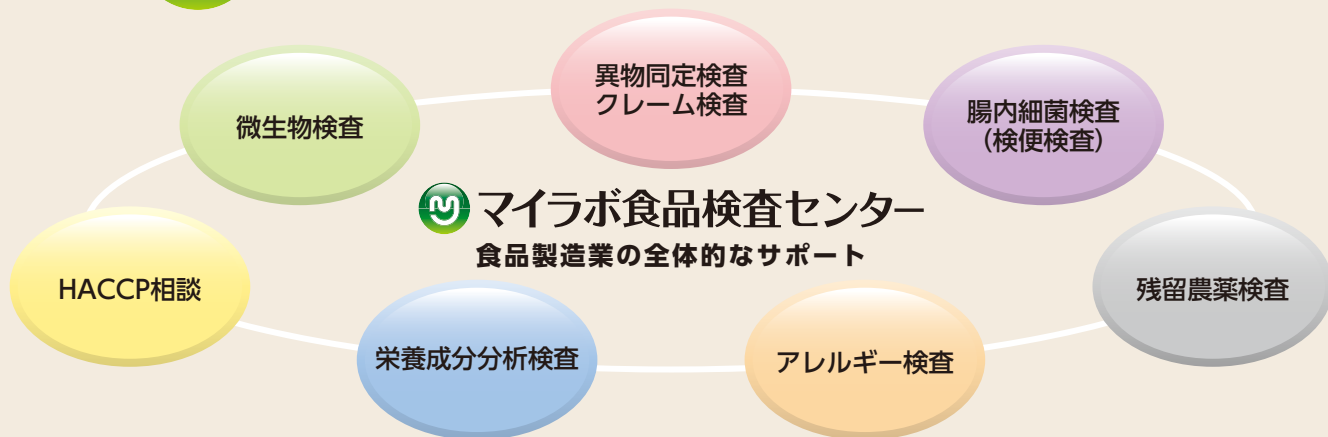 異物同定検査
クレーム検査
微生物検査
腸内細菌検査
（検便検査）
マイラボ食品検査センター
食品製造業の全体的なサポート
HACCP相談
残留農薬検査
栄養成分分析検査
アレルギー検査